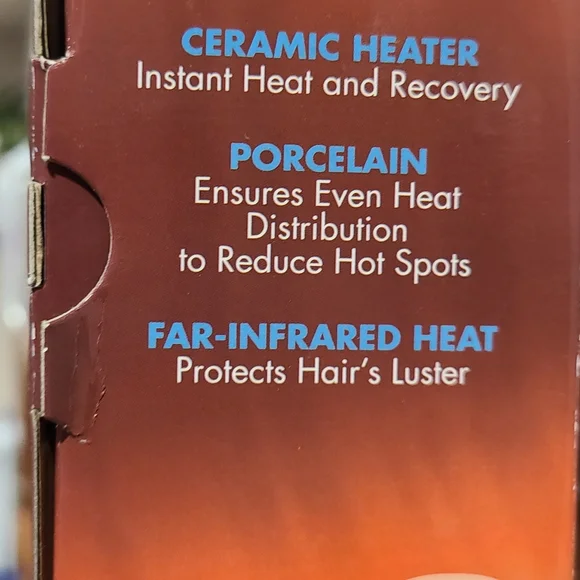 CERAMIC HEATER
Instant Heat and Recovery
PORCELAIN
Ensures Even Heat
Distribution
to Reduce Hot Spots
FAR-INFRARED HEAT
Protects Hair's Luster